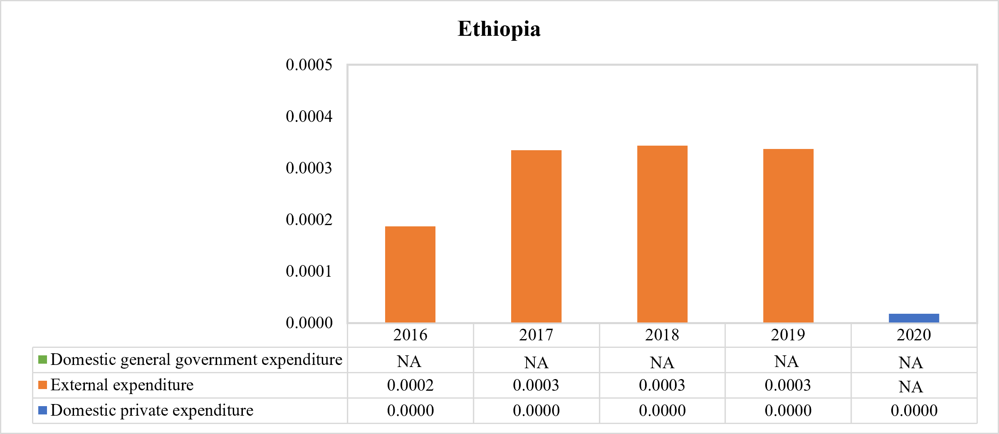 Ethiopia
0.0005
0.0004
0.0003
0.0002
0.0001
0.0000
2016 2017 2018 2019 2020
Domestic general government expenditure NA NA NA NA NA
External expenditure 0.0002 0.0003 0.0003 0.0003 NA
Domestic private expenditure 0.0000 0.0000 0.0000 0.0000 0.0000